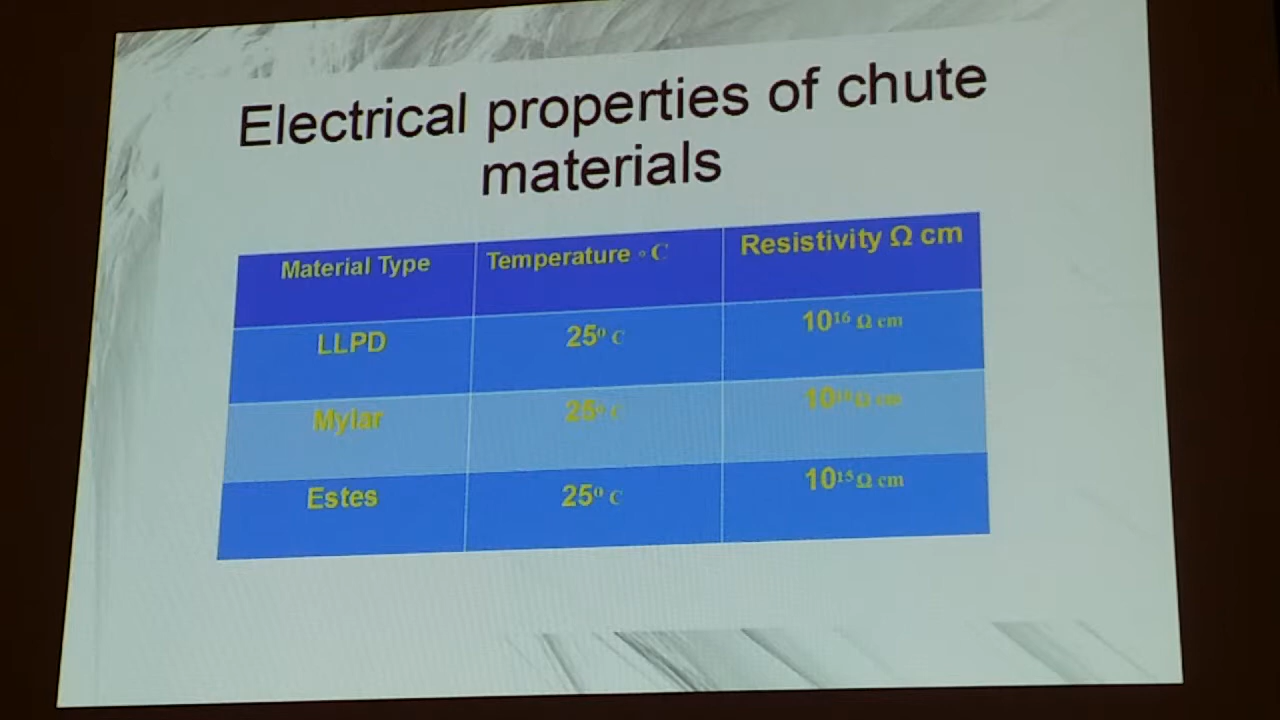 Electrical properties of chute
materials
Material Type Temperature ° C Resistivity Ω cm
LLPD 25⁰ C 10¹⁶ Ω cm
Mylar 25⁰ C Ω cm
Estes 25⁰ C 10¹⁵ Ω cm